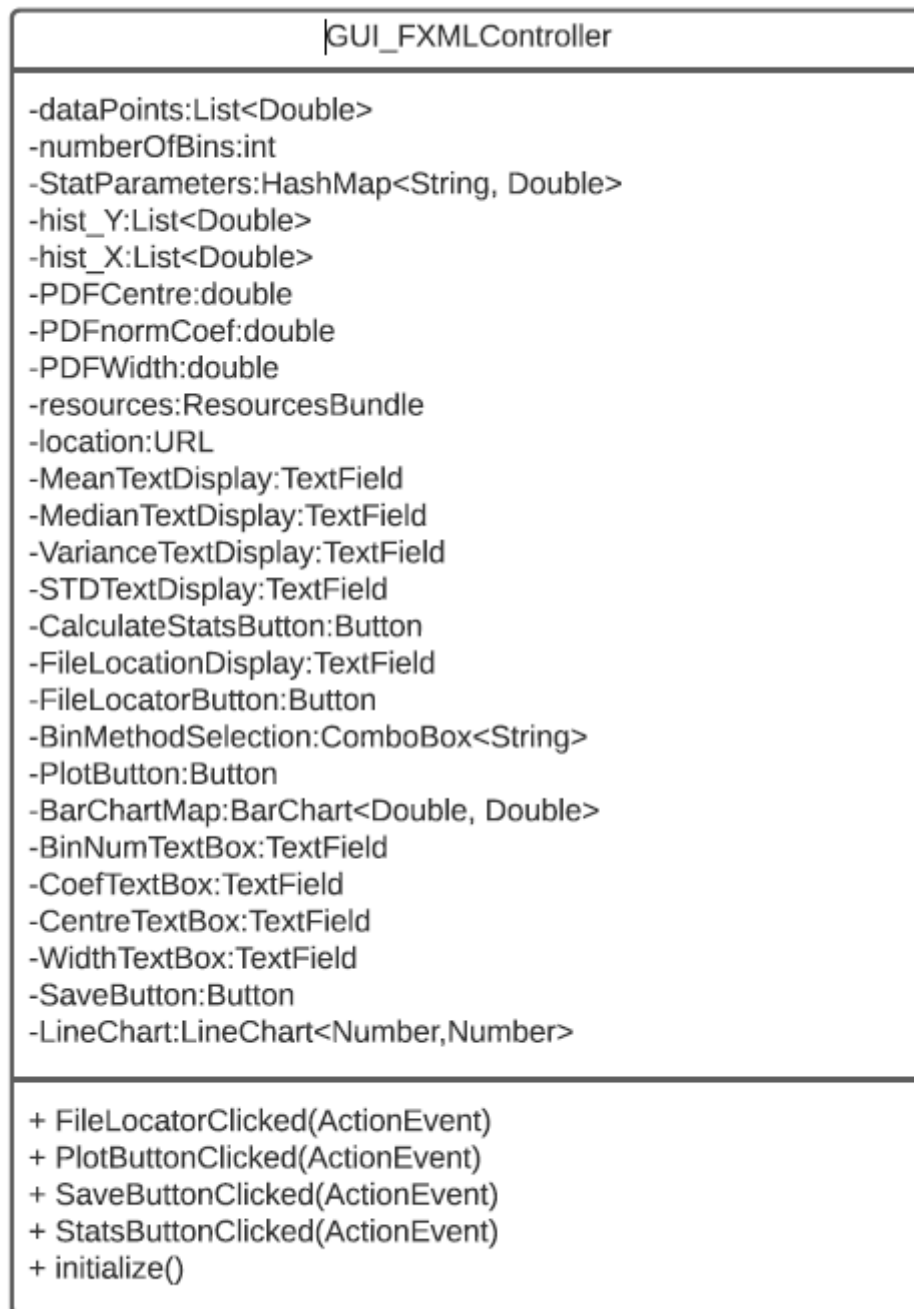 GUI_FXMLController
-dataPoints:List<Double>
-numberOfBins:int
-StatParameters:HashMap<String, Double>
-hist_Y:List<Double>
-hist_X:List<Double>
-PDFCentre:double
-PDFnormCoef:double
-PDFWidth:double
-resources:ResourcesBundle
-location:URL
-MeanTextDisplay:TextField
-MedianTextDisplay:TextField
-VarianceTextDisplay:TextField
-STDTextDisplay:TextField
-CalculateStatsButton:Button
-FileLocationDisplay:TextField
-FileLocatorButton:Button
-BinMethodSelection:ComboBox<String>
-PlotButton:Button
-BarChartMap:BarChart<Double, Double>
-BinNumTextBox:TextField
-CoefTextBox:TextField
-CentreTextBox:TextField
-WidthTextBox:TextField
-SaveButton:Button
-LineChart:LineChart<Number,Number>
+ FileLocatorClicked(ActionEvent)
+ PlotButtonClicked(ActionEvent)
+ SaveButtonClicked(ActionEvent)
+ StatsButtonClicked(ActionEvent)
+ initialize()